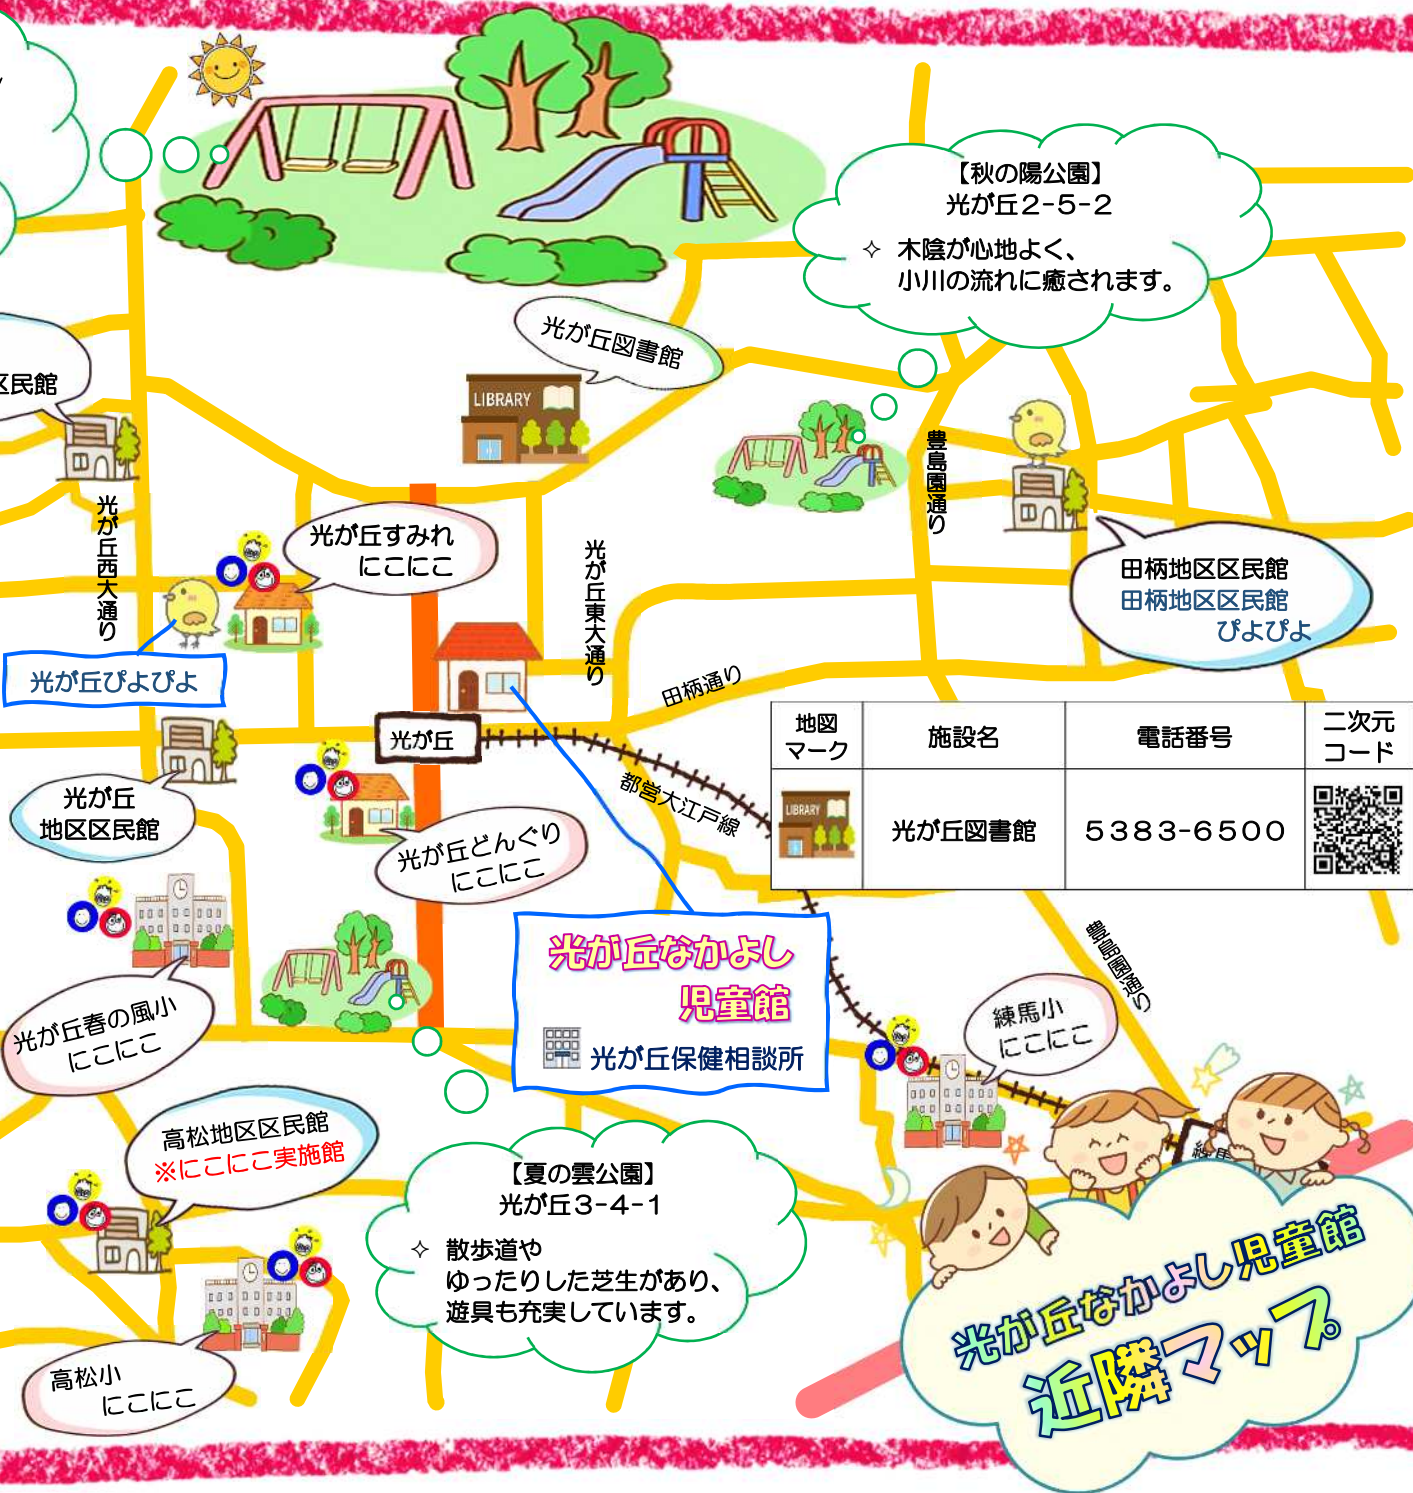 【秋の陽公園】
光が丘2-5-2
✧ 木陰が心地よく、
小川の流れに癒されます。
光が丘図書館
LIBRARY
区民館
豊島園通り
光が丘西大通り
光が丘すみれ
にこにこ
光が丘東大通り
田柄地区区民館
田柄地区区民館
ぴよぴよ
光が丘ぴよぴよ
田柄通り
光が丘
都営大江戸線
地図
マーク
施設名
電話番号
二次元
コード
LIBRARY
光が丘図書館
5383-6500
光が丘
地区区民館
光が丘どんぐり
にこにこ
光が丘なかよし
児童館
光が丘保健相談所
豊島園通り
光が丘春の風小
にこにこ
練馬小
にこにこ
高松地区区民館
※にこにこ実施館
練馬
【夏の雲公園】
光が丘3-4-1
✧ 散歩道や
ゆったりした芝生があり、
遊具も充実しています。
高松小
にこにこ
光が丘なかよし児童館
近隣マップ